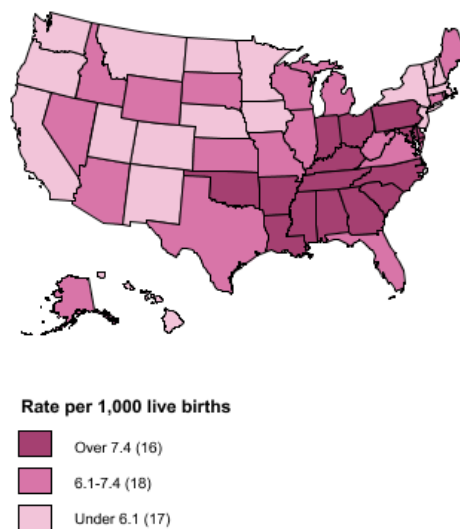 Rate per 1,000 live births
Over 7.4 (16)
6.1-7.4 (18)
Under 6.1 (17)